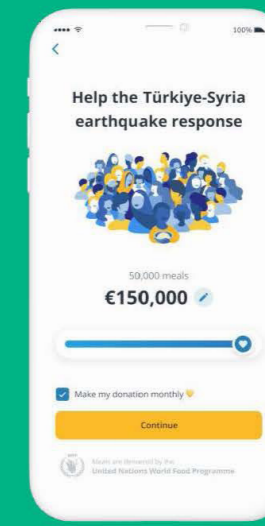 100%
Help the Türkiye-Syria
earthquake response
50,000 meals
€150,000
Make my donation monthly
Continue
Meals are delivered by the
United Nations World Food Programme